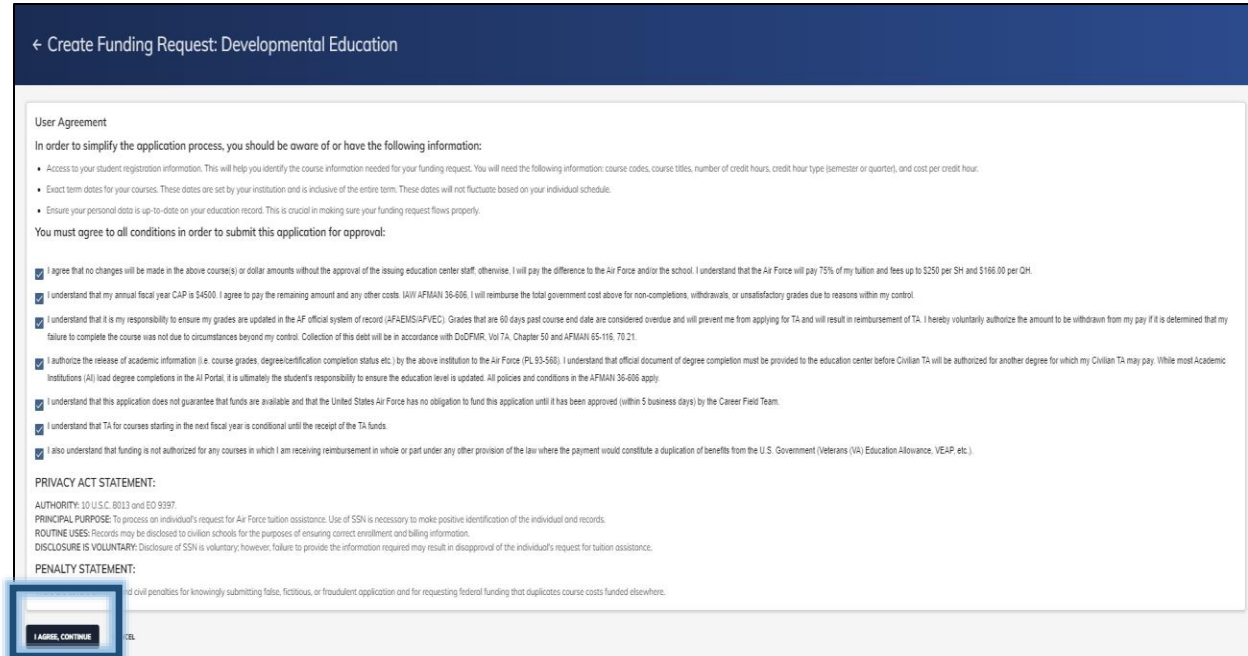 ← Create Funding Request: Developmental Education
User Agreement
In order to simplify the application process, you should be aware of or have the following information:
• Access to your student registration information. This will help you identify the course information needed for your funding request. You will need the following information: course codes, course titles, number of credit hours, credit hour type (semester or quarter), and cost per credit hour.
• Exact term dates for your courses. These dates are set by your institution and is inclusive of the entire term. These dates will not fluctuate based on your individual schedule.
• Ensure your personal data is up-to-date on your education record. This is crucial in making sure your funding request flows properly.
You must agree to all conditions in order to submit this application for approval:
I agree that no changes will be made in the above course(s) or dollar amounts without the approval of the issuing education center staff; otherwise, I will pay the difference to the Air Force and/or the school. I understand that the Air Force will pay 75% of my tuition and fees up to $250 per SH and $166.00 per QH.
I understand that my annual fiscal year CAP is $4500. I agree to pay the remaining amount and any other costs. IAW AFMAN 36-606, I will reimburse the total government cost above for non-completions, withdrawals, or unsatisfactory grades due to reasons within my control.
I understand that it is my responsibility to ensure my grades are updated in the AF official system of record (AFAEMS/AFVEC). Grades that are 60 days past course end date are considered overdue and will prevent me from applying for TA and will result in reimbursement of TA. I hereby voluntarily authorize the amount to be withdrawn from my pay if it is determined that my
failure to complete the course was not due to circumstances beyond my control. Collection of this debt will be in accordance with DoDFMR, Vol 7A, Chapter 50 and AFMAN 65-116, 70.21.
I authorize the release of academic information (I.e. course grades, degree/certification completion status etc.) by the above institution to the Air Force (PL 93-568). I understand that official document of degree completion must be provided to the education center before Civilian TA will be authorized for another degree for which my Civilian TA may pay. While most Academic
Institutions (AI) load degree completions in the AI Portal, it is ultimately the student's responsibility to ensure the education level is updated. All policies and conditions in the AFMAN 36-606 apply.
I understand that this application does not guarantee that funds are available and that the United States Air Force has no obligation to fund this application until it has been approved (within 5 business days) by the Career Field Team.
I understand that TA for courses starting in the next fiscal year is conditional until the receipt of the TA funds.
I also understand that funding is not authorized for any courses in which I am receiving reimbursement in whole or part under any other provision of the law where the payment would constitute a duplication of benefits from the U.S. Government (Veterans (VA) Education Allowance, VEAP, etc.).
PRIVACY ACT STATEMENT:
AUTHORITY: 10 U.S.C. 8013 and EO 9397.
PRINCIPAL PURPOSE: To process an individual's request for Air Force tuition assistance. Use of SSN is necessary to make positive identification of the individual and records.
ROUTINE USES: Records may be disclosed to civilian schools for the purposes of ensuring correct enrollment and billing information.
DISCLOSURE IS VOLUNTARY: Disclosure of SSN is voluntary; however, failure to provide the information required may result in disapproval of the individual's request for tuition assistance.
PENALTY STATEMENT:
and civil penalties for knowingly submitting false, fictitious, or fraudulent application and for requesting federal funding that duplicates course costs funded elsewhere.
I AGREE, CONTINUE